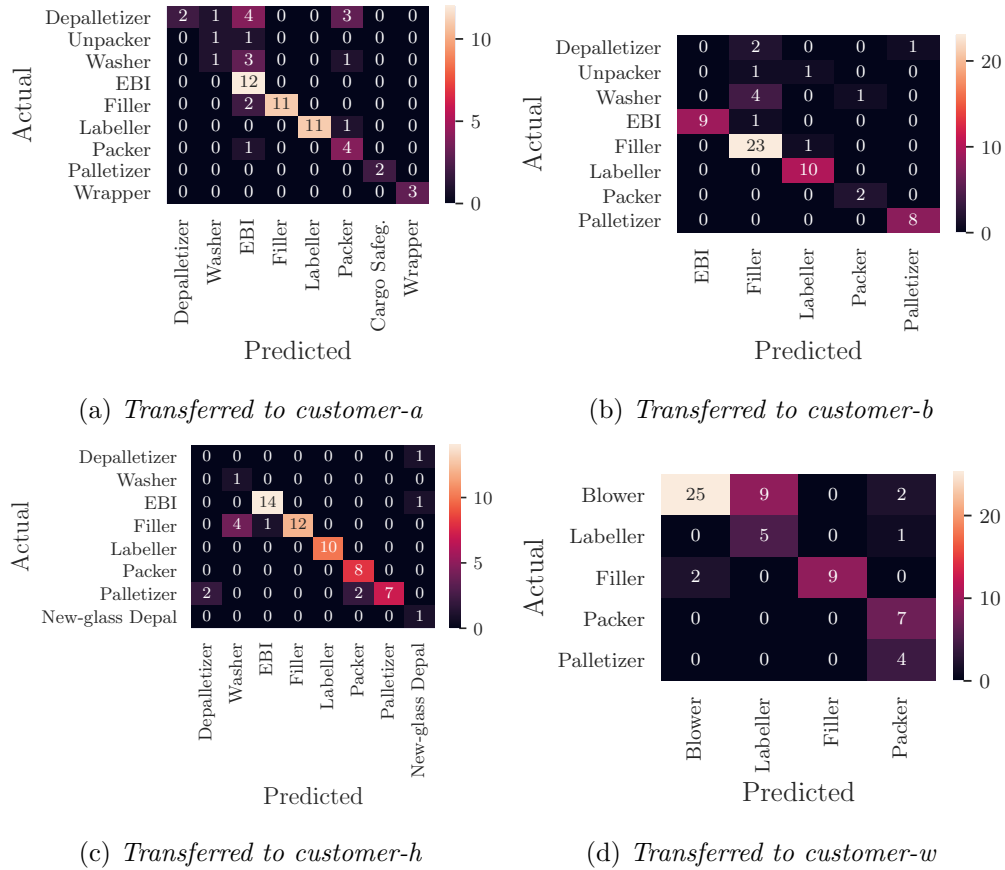 Depalletizer 2 1 4 0 0 3 0 0
Unpacker 0 1 1 0 0 0 0 0
Washer 0 1 3 0 0 1 0 0
EBI 0 0 12 0 0 0 0 0
Filler 0 0 2 11 0 0 0 0
Labeller 0 0 0 0 11 1 0 0
Packer 0 0 1 0 0 4 0 0
Palletizer 0 0 0 0 0 0 2 0
Wrapper 0 0 0 0 0 0 0 3
Actual
10
5
0
Depalletizer
Washer
EBI
Filler
Labeller
Packer
Cargo Safeg.
Wrapper
Predicted
(a) Transferred to customer-a
Depalletizer 0 2 0 0 1
Unpacker 0 1 1 0 0
Washer 0 4 0 1 0
EBI 9 1 0 0 0
Filler 0 23 1 0 0
Labeller 0 0 10 0 0
Packer 0 0 0 2 0
Palletizer 0 0 0 0 8
Actual
20
10
0
EBI
Filler
Labeller
Packer
Palletizer
Predicted
(b) Transferred to customer-b
Depalletizer 0 0 0 0 0 0 0 1
Washer 0 1 0 0 0 0 0 0
EBI 0 0 14 0 0 0 0 1
Filler 0 4 1 12 0 0 0 0
Labeller 0 0 0 0 10 0 0 0
Packer 0 0 0 0 0 8 0 0
Palletizer 2 0 0 0 0 2 7 0
New-glass Depal 0 0 0 0 0 0 0 1
Actual
10
5
0
Depalletizer
Washer
EBI
Filler
Labeller
Packer
Palletizer
New-glass Depal
Predicted
(c) Transferred to customer-h
Blower 25 9 0 2
Labeller 0 5 0 1
Filler 2 0 9 0
Packer 0 0 0 7
Palletizer 0 0 0 4
Actual
20
10
0
Blower
Labeller
Filler
Packer
Predicted
(d) Transferred to customer-w